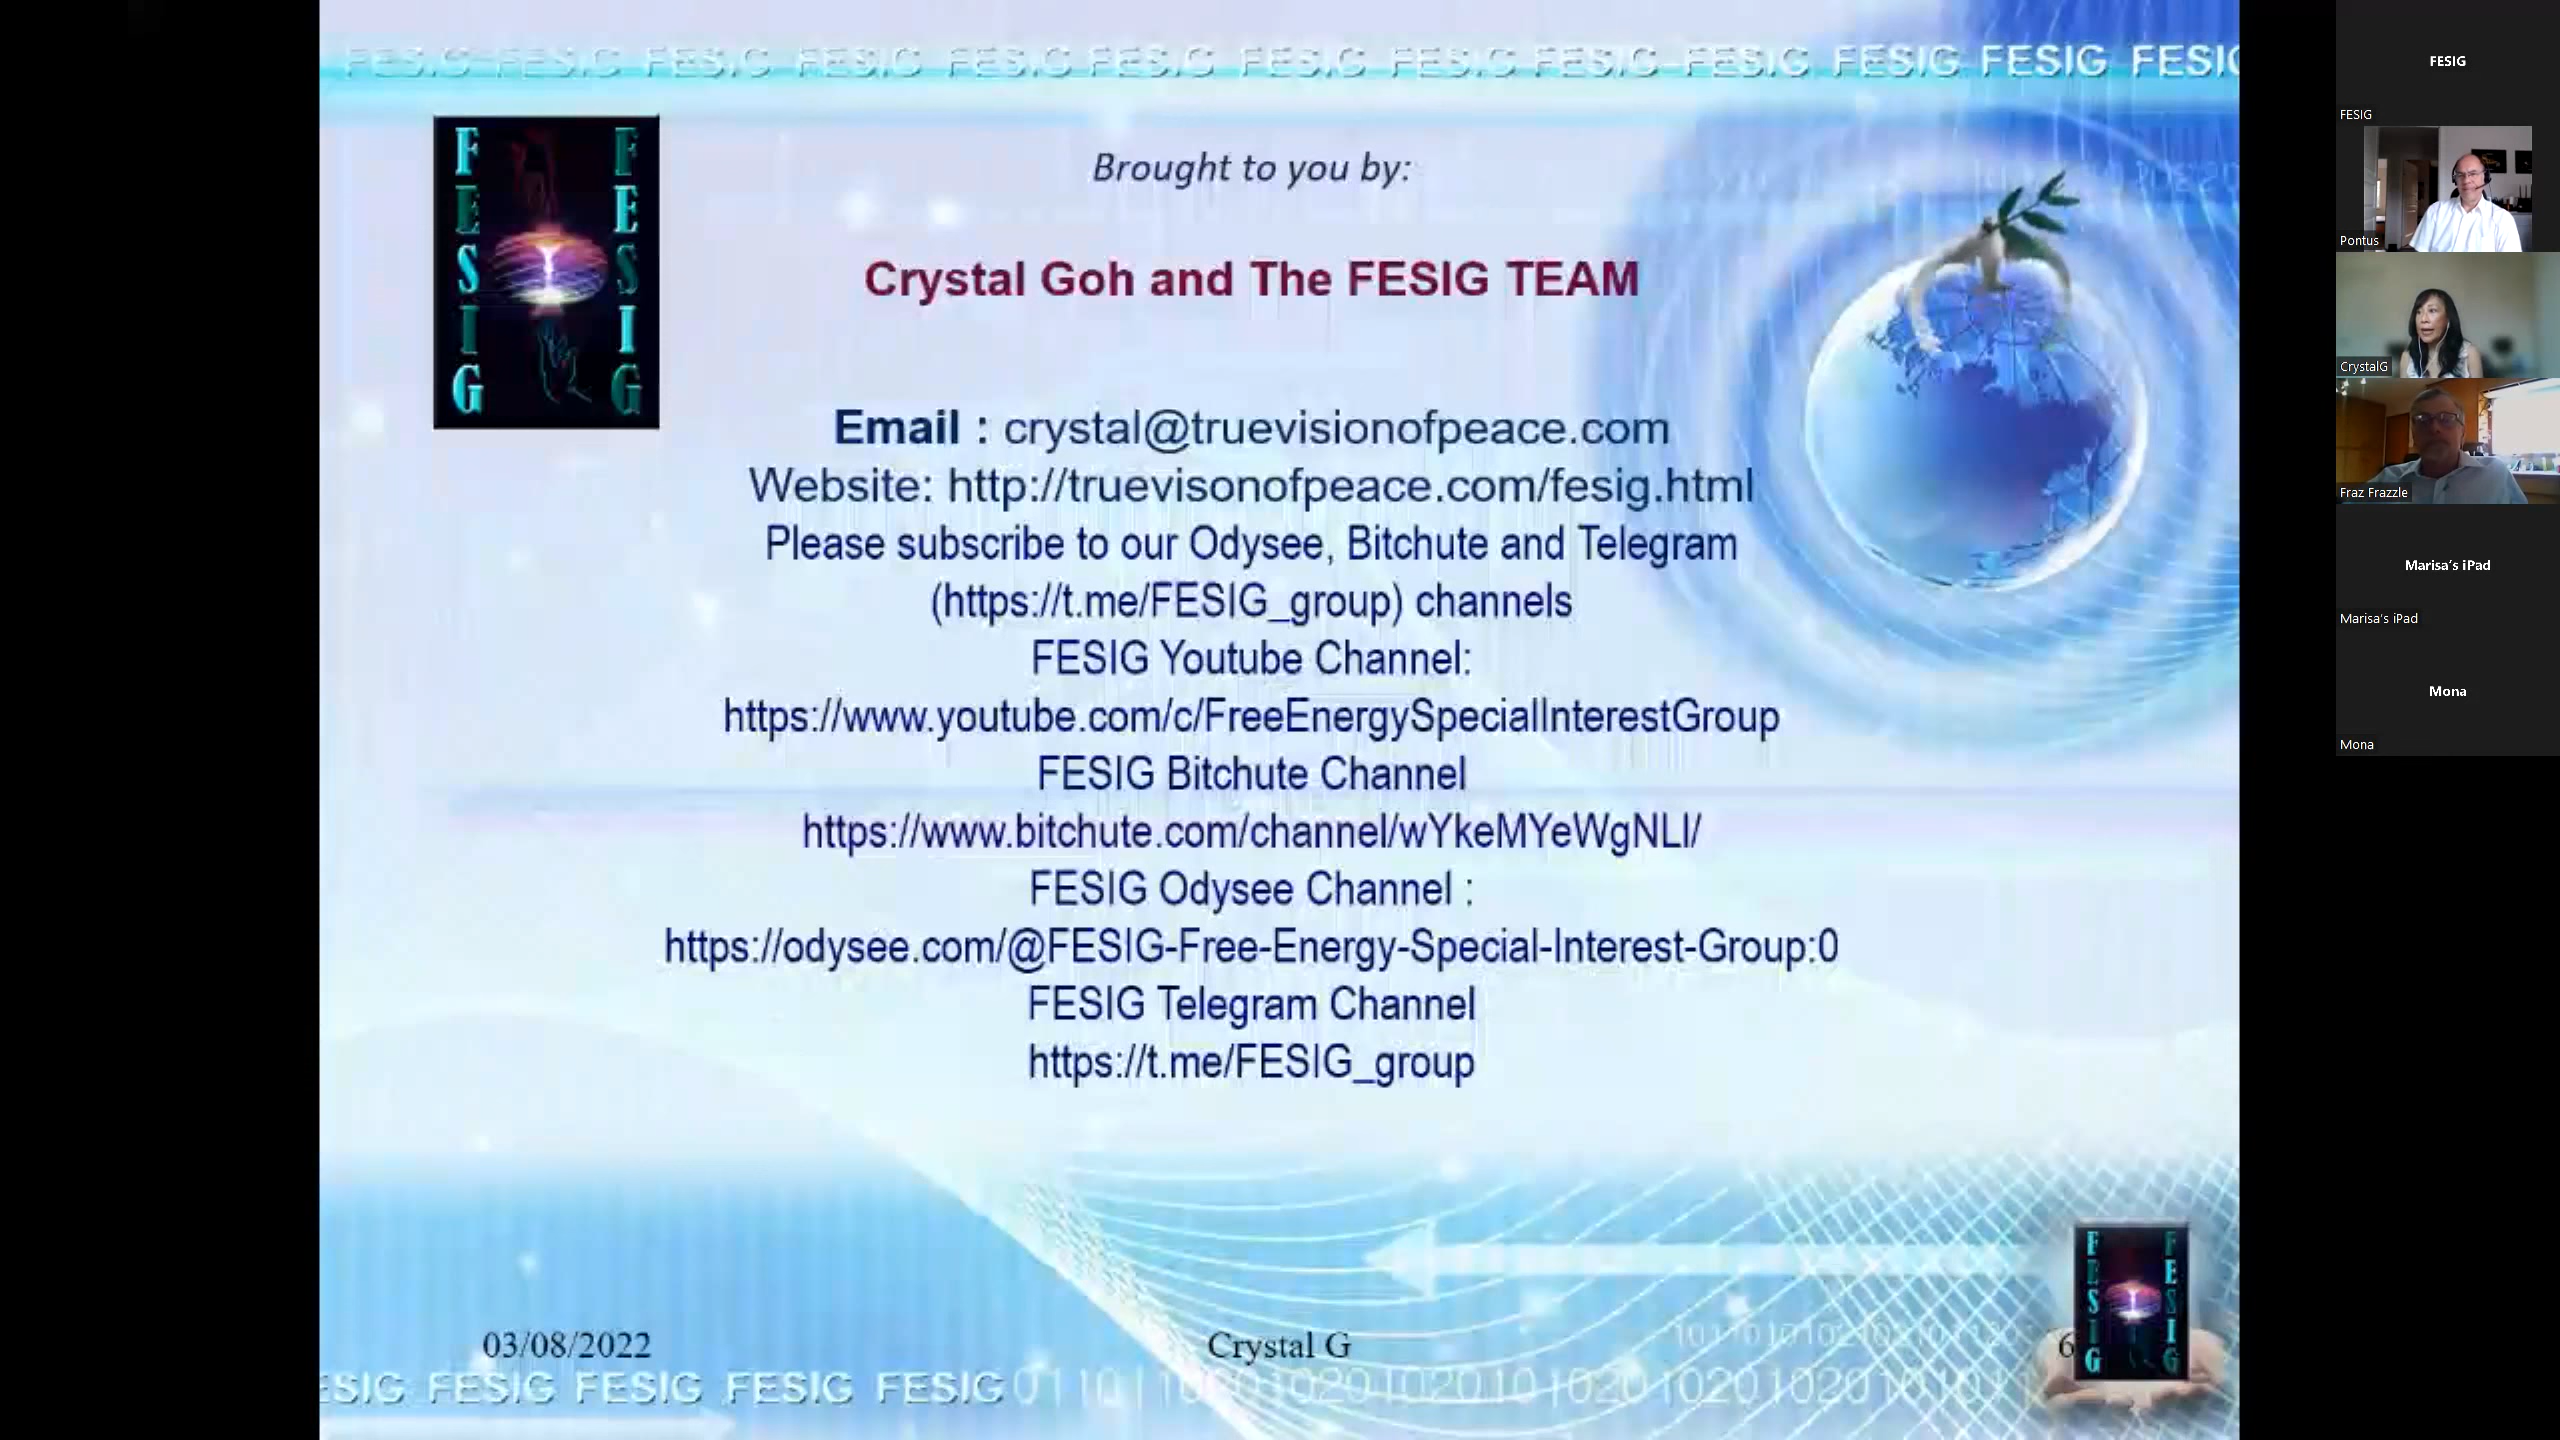 FESIG FESIG FESIG FESIG FESIG FESIG FESIG FESIG FESIG FESIG FESIG FESIG FESIG
FESIG FESIG
Brought to you by:
Crystal Goh and The FESIG TEAM
Email : crystal@truevisionofpeace.com
Website: http://truevisonofpeace.com/fesig.html
Please subscribe to our Odysee, Bitchute and Telegram
(https://t.me/FESIG_group) channels
FESIG Youtube Channel:
https://www.youtube.com/c/FreeEnergySpecialInterestGroup
FESIG Bitchute Channel
https://www.bitchute.com/channel/wYkeMYeWgNLI/
FESIG Odysee Channel :
https://odysee.com/@FESIG-Free-Energy-Special-Interest-Group:0
FESIG Telegram Channel
https://t.me/FESIG_group
03/08/2022
Crystal G
6
FESIG FESIG
ESIG FESIG FESIG FESIG FESIG
FESIG
FESIG
Pontus
CrystalG
Fraz Frazzle
Marisa's iPad
Marisa's iPad
Mona
Mona